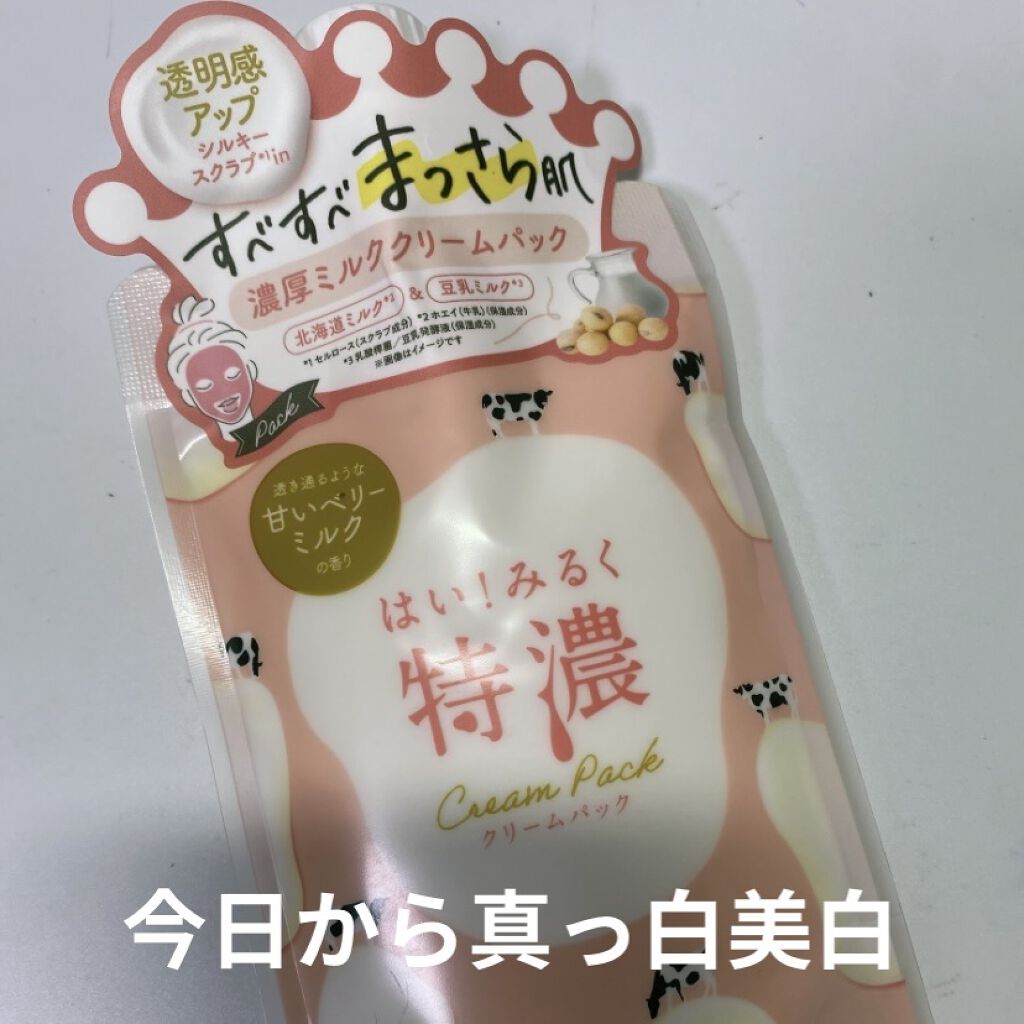 透明感
アップ
シルキー
スクラブ*1in
すべすべまっさら肌
濃厚ミルククリームパック
北海道ミルク*2 & 豆乳ミルク*3
*1 セルロース(スクラブ成分) *2 ホエイ(牛乳)(保湿成分)
*3 乳酸桿菌/豆乳発酵液(保湿成分)
※画像はイメージです
Pack
透き通るような
甘いベリー
ミルク
の香り
はい!みるく
特濃
Cream Pack
クリームパック
今日から真っ白美白